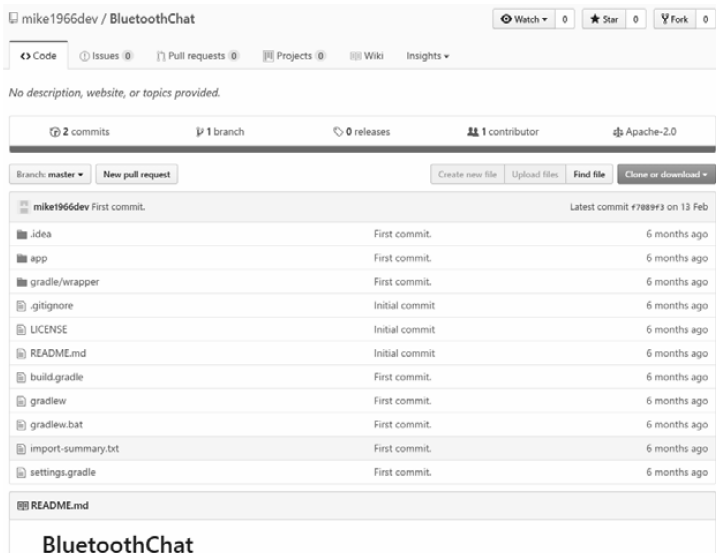 mike1966dev / BluetoothChat Watch 0 Star 0 Fork 0
Code Issues 0 Pull requests 0 Projects 0 Wiki Insights
No description, website, or topics provided.
2 commits 1 branch 0 releases 1 contributor Apache-2.0
Branch: master New pull request Create new file Upload files Find file Clone or download
mike1966dev First commit. Latest commit f7089f3 on 13 Feb
.idea First commit. 6 months ago
app First commit. 6 months ago
gradle/wrapper First commit. 6 months ago
.gitignore Initial commit 6 months ago
LICENSE Initial commit 6 months ago
README.md Initial commit 6 months ago
build.gradle First commit. 6 months ago
gradlew First commit. 6 months ago
gradlew.bat First commit. 6 months ago
import-summary.txt First commit. 6 months ago
settings.gradle First commit. 6 months ago
README.md
BluetoothChat